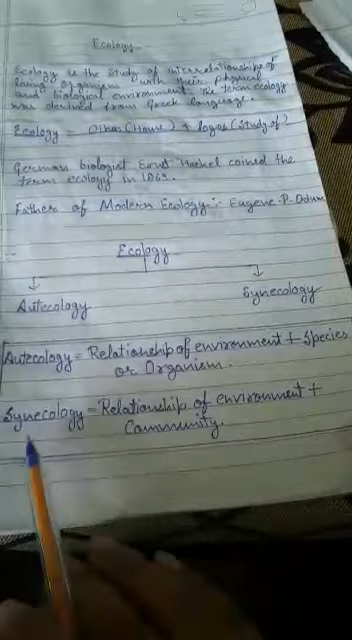 Ecology
Ecology is the study of interrelationships of
living organism with their physical
and biological environment. The term ecology
was derived from Greek language.
Ecology - Oikos (House) + logos (Study of)
German biologist Ernst Haekel coined the
term ecology in 1869.
Father of Modern Ecology:- Eugene. P. Odum
Ecology
Autecology
Synecology
Autecology = Relationship of environment + Species
or Organism.
Synecology = Relationship of environment +
Community.